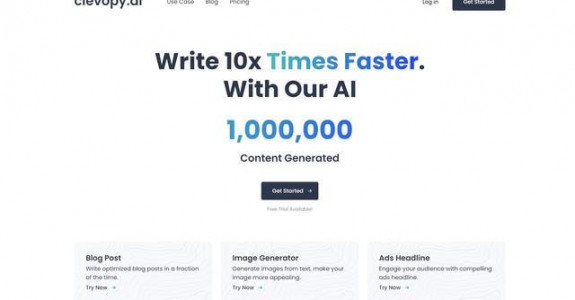 clevopy.ai
Use Case Blog Pricing Log in Get Started
Write 10x Times Faster.
With Our AI
1,000,000
Content Generated
Get Started →
Free Trial Available
Blog Post
Write optimized blog posts in a fraction
of the time.
Try Now →
Image Generator
Generate images from text, make your
image more appealing.
Try Now →
Ads Headline
Engage your audience with compelling
ads headline.
Try Now →